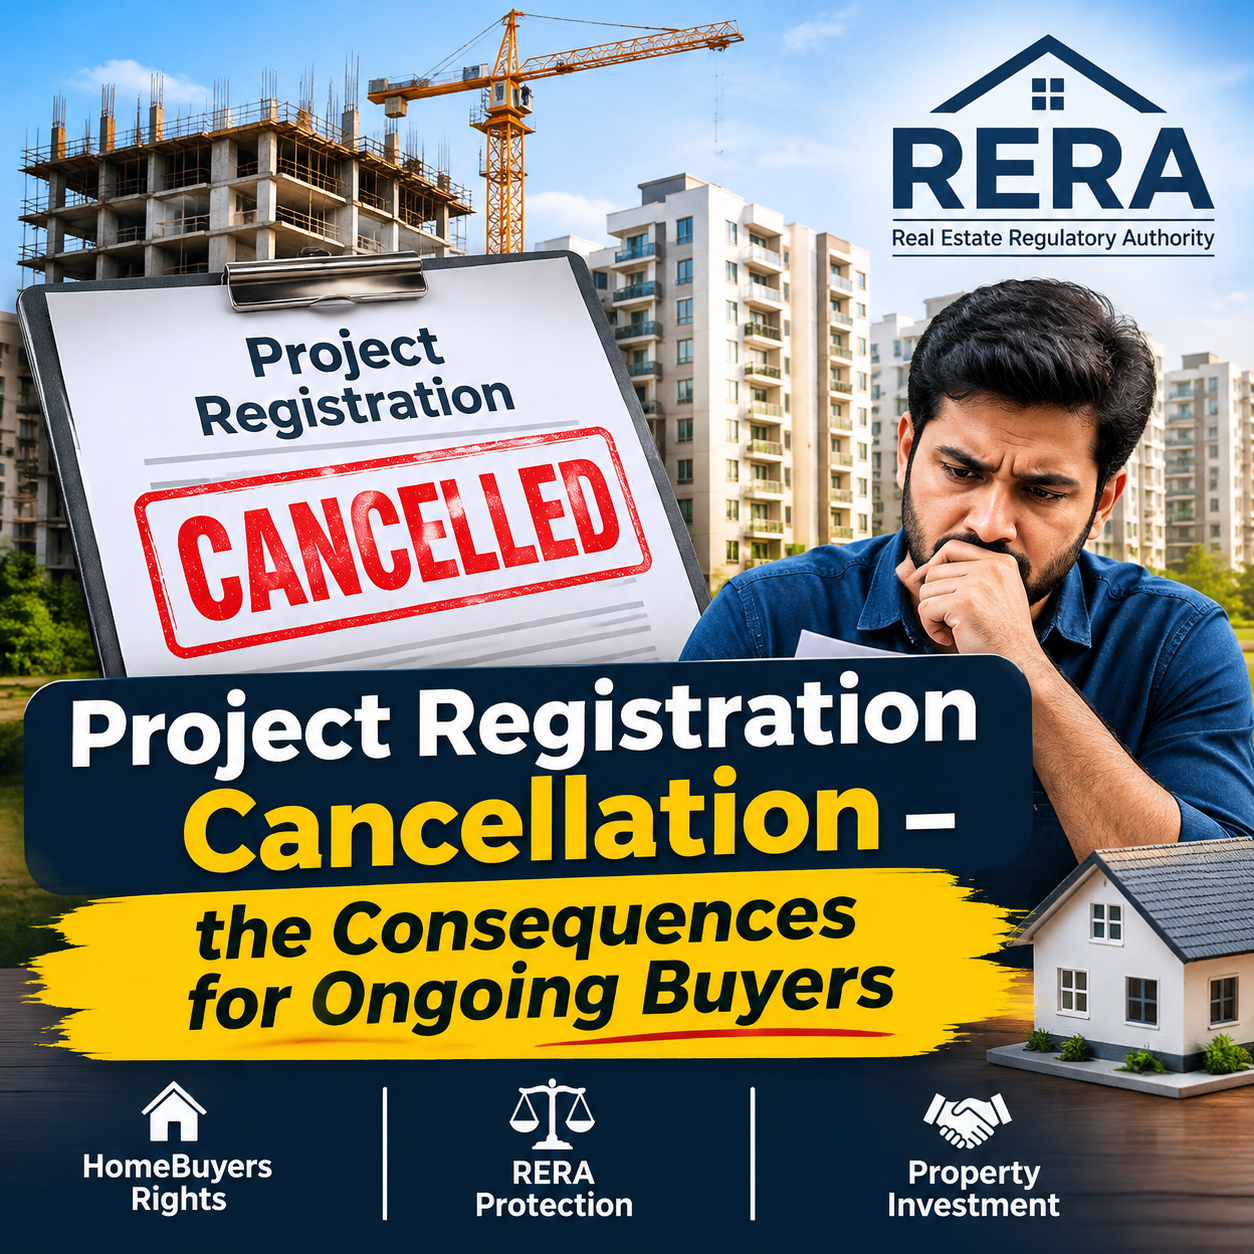 RERA
Real Estate Regulatory Authority
Project
Registration
CANCELLED
Project Registration
Cancellation –
the Consequences
for Ongoing Buyers
HomeBuyers
Rights
RERA
Protection
Property
Investment